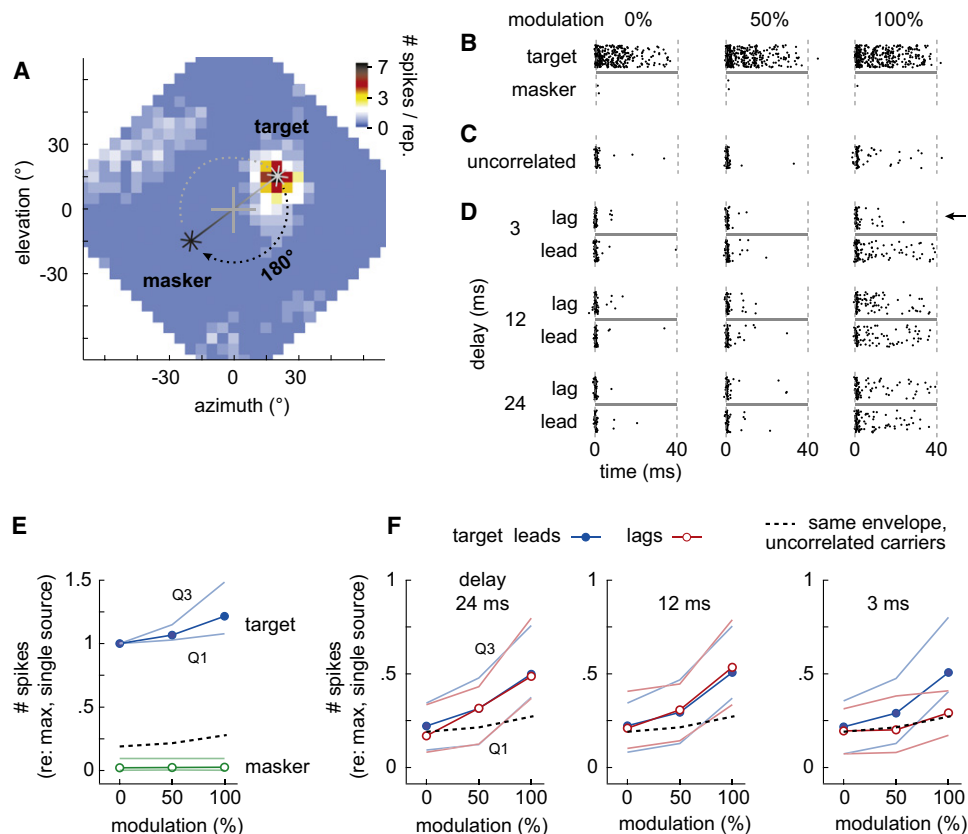 A
elevation (°)
30
0
-30
-30
0
30
azimuth (°)
target
masker
180°
7
3
0
# spikes / rep.
modulation 0% 50% 100%
B
target
masker
C
uncorrelated
D
delay (ms)
3
lag
lead
12
lag
lead
24
lag
lead
0 40 0 40 0 40
time (ms)
E
# spikes
(re: max, single source)
1.5
1
.5
0
Q3
target
Q1
masker
0 50 100
modulation (%)
F
target leads lags
same envelope,
uncorrelated carriers
# spikes
(re: max, single source)
1
.5
0
delay
24 ms
Q3
Q1
0 50 100
modulation (%)
1
.5
0
12 ms
0 50 100
modulation (%)
1
.5
0
3 ms
0 50 100
modulation (%)